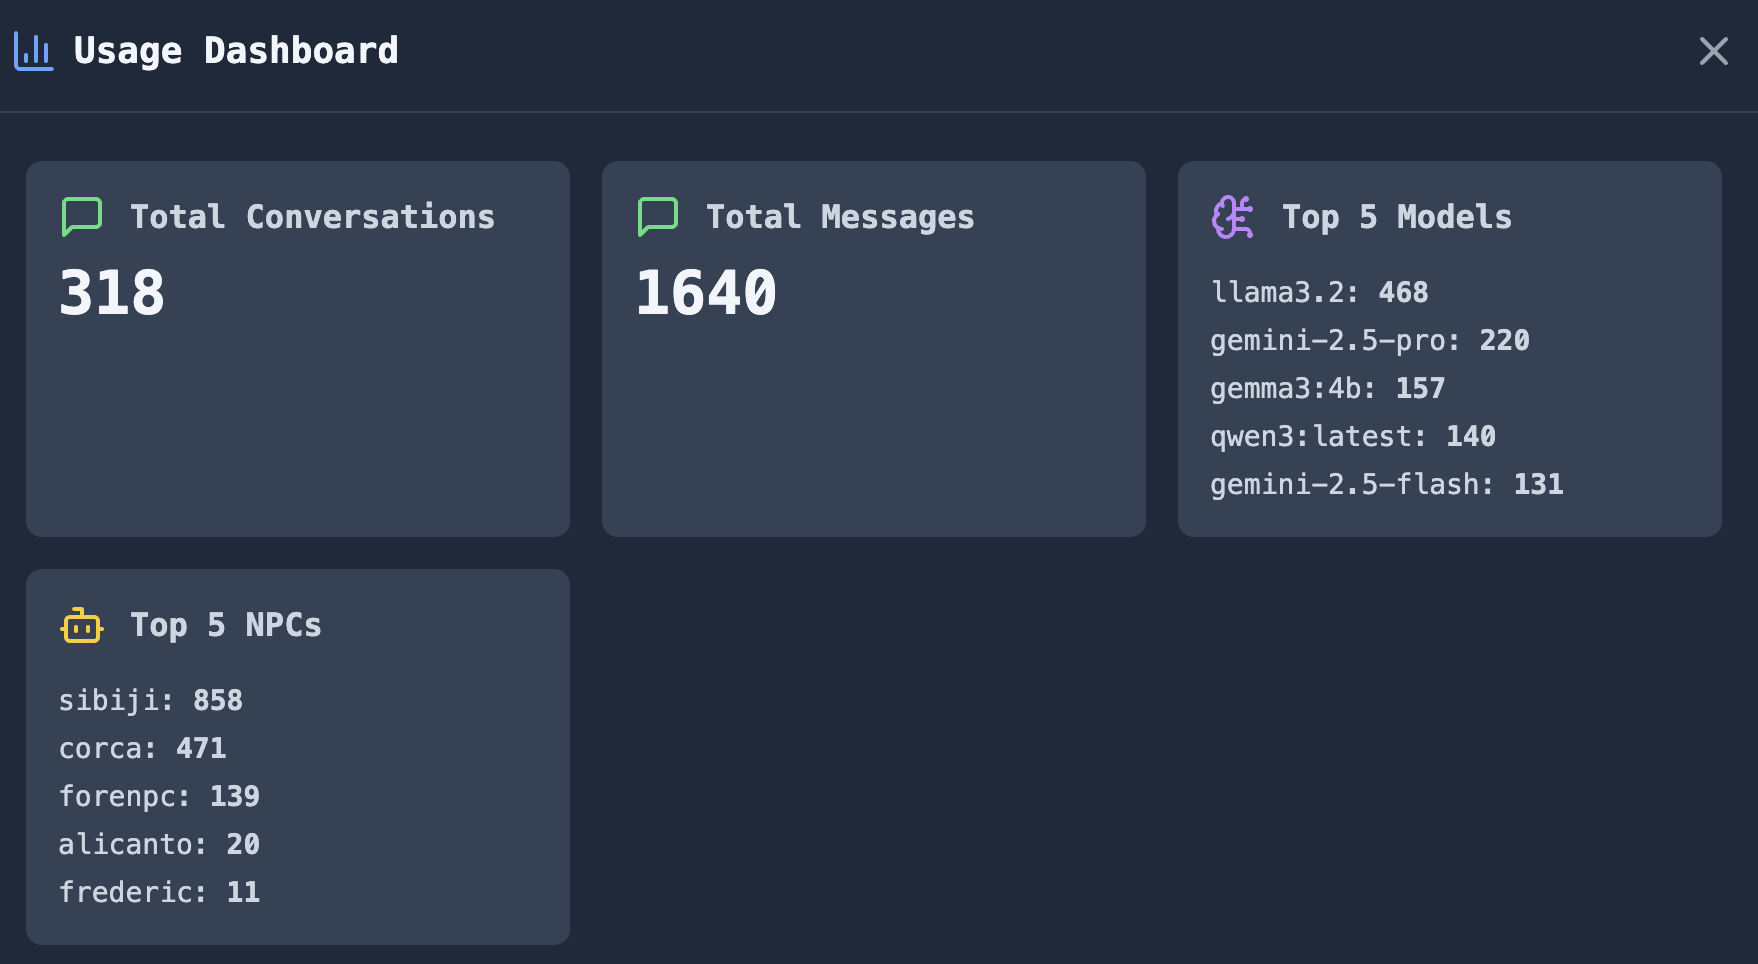 Usage Dashboard
Total Conversations
318
Total Messages
1640
Top 5 Models
llama3.2: 468
gemini-2.5-pro: 220
gemma3:4b: 157
qwen3:latest: 140
gemini-2.5-flash: 131
Top 5 NPCs
sibiji: 858
corca: 471
forenpc: 139
alicanto: 20
frederic: 11